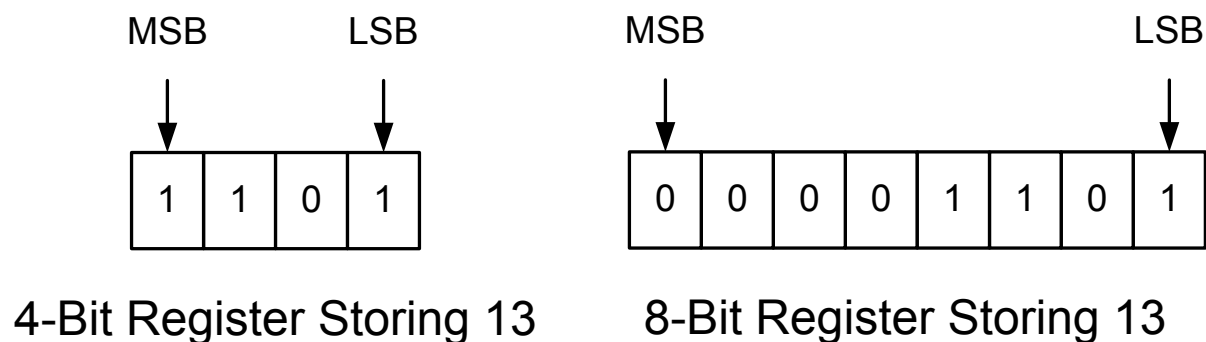 MSB LSB
1 1 0 1
4-Bit Register Storing 13
MSB LSB
0 0 0 0 1 1 0 1
8-Bit Register Storing 13